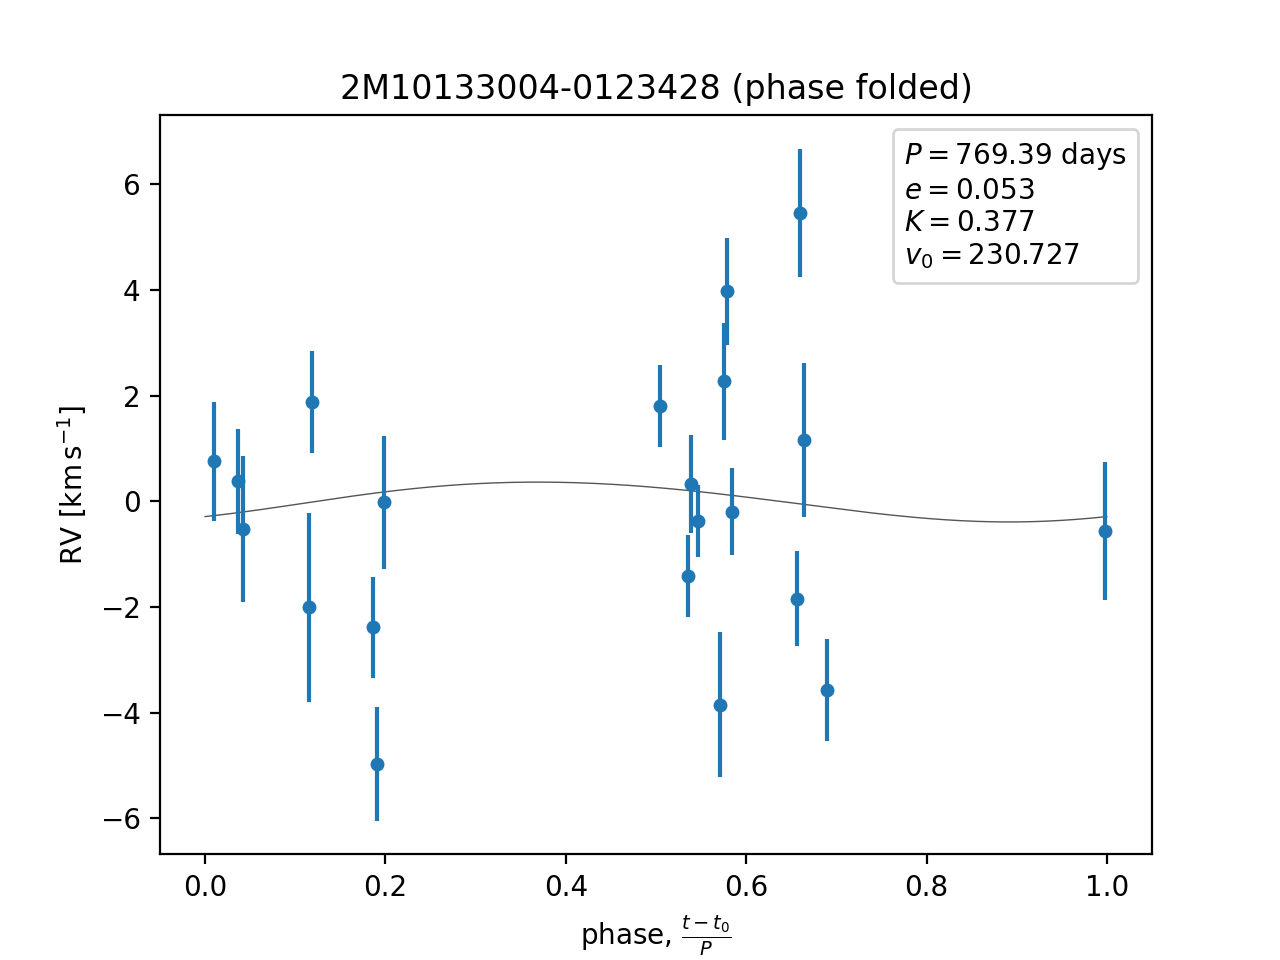 2M10133004-0123428 (phase folded)
P = 769.39 days
e = 0.053
K = 0.377
v₀ = 230.727
6
4
2
0
−2
−4
−6
RV [km s⁻¹]
0.0 0.2 0.4 0.6 0.8 1.0
phase, (t − t₀)/P